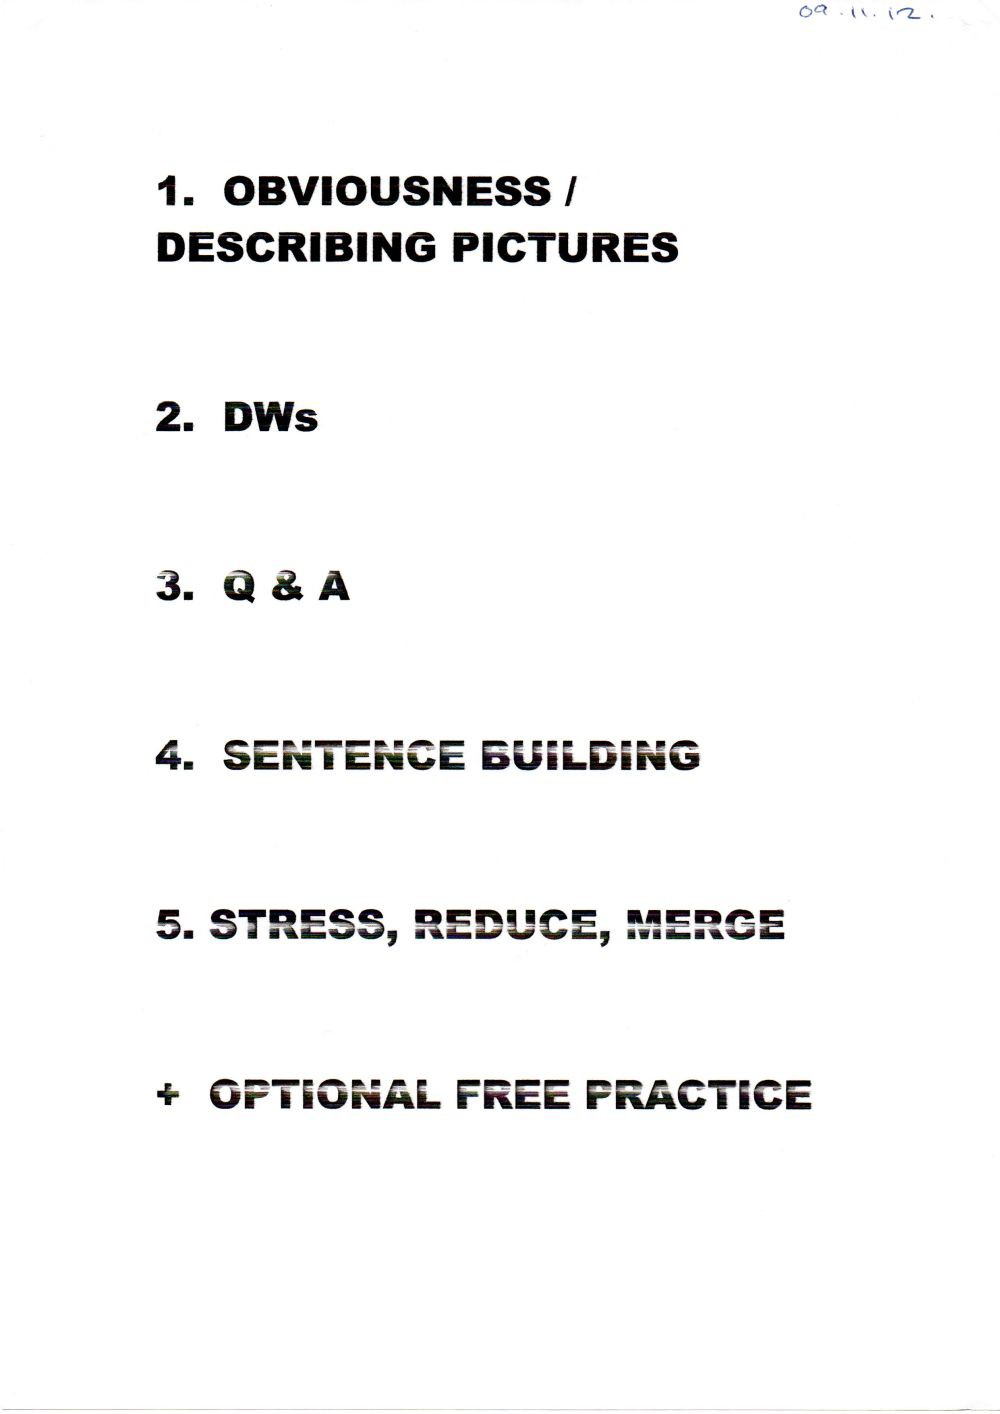 09.11.12.
1. OBVIOUSNESS /
DESCRIBING PICTURES
2. DWs
3. Q & A
4. SENTENCE BUILDING
5. STRESS, REDUCE, MERGE
+ OPTIONAL FREE PRACTICE